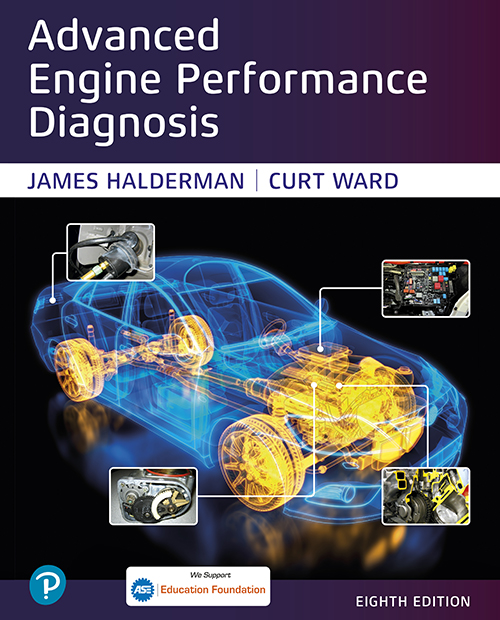 Advanced
Engine Performance
Diagnosis
JAMES HALDERMAN | CURT WARD
We Support
ASE Education Foundation
P
EIGHTH EDITION